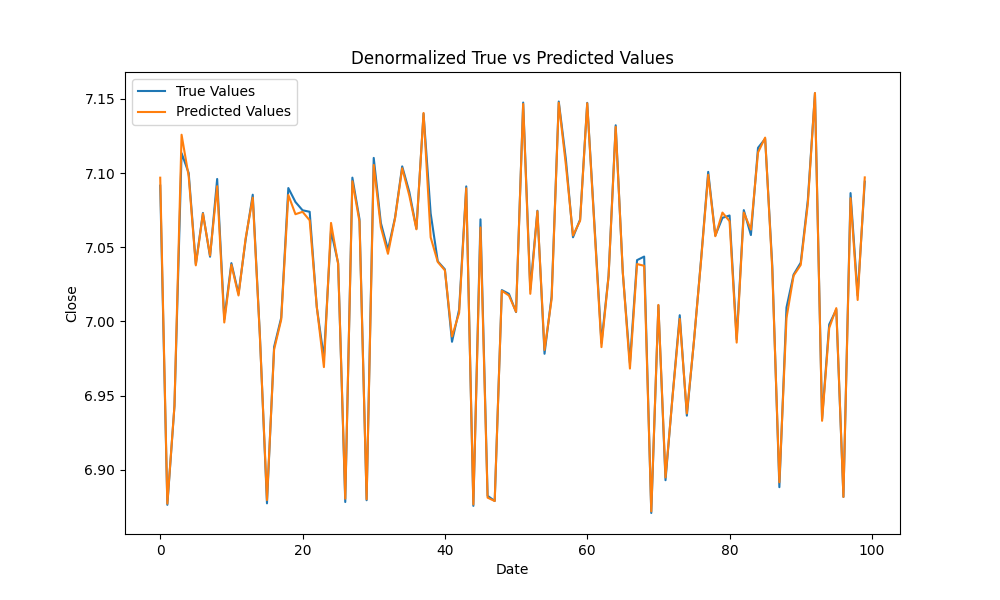 Denormalized True vs Predicted Values
True Values
Predicted Values
Close
7.15
7.10
7.05
7.00
6.95
6.90
0 20 40 60 80 100
Date